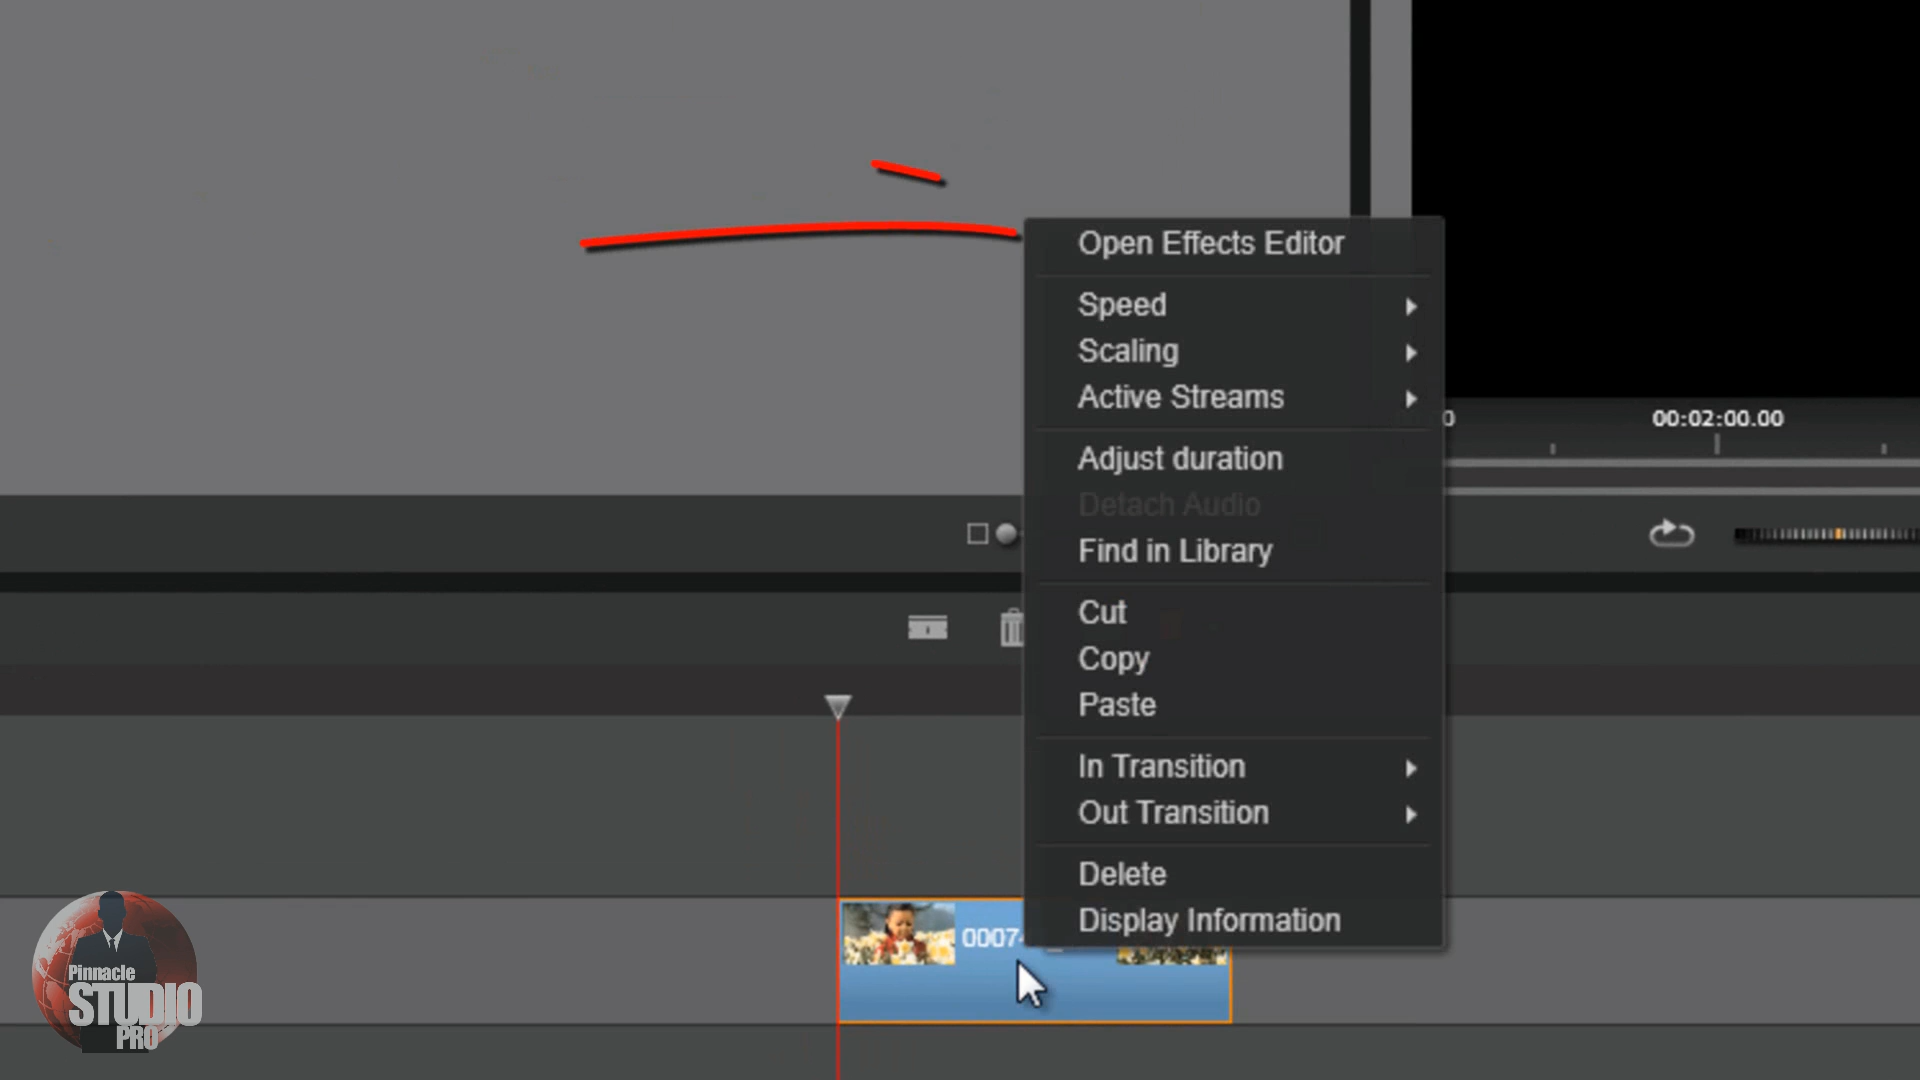 Open Effects Editor
Speed
Scaling
Active Streams
00:02:00.00
Adjust duration
Detach Audio
Find in Library
Cut
Copy
Paste
In Transition
Out Transition
Delete
Display Information
Pinnacle
STUDIO
PRO